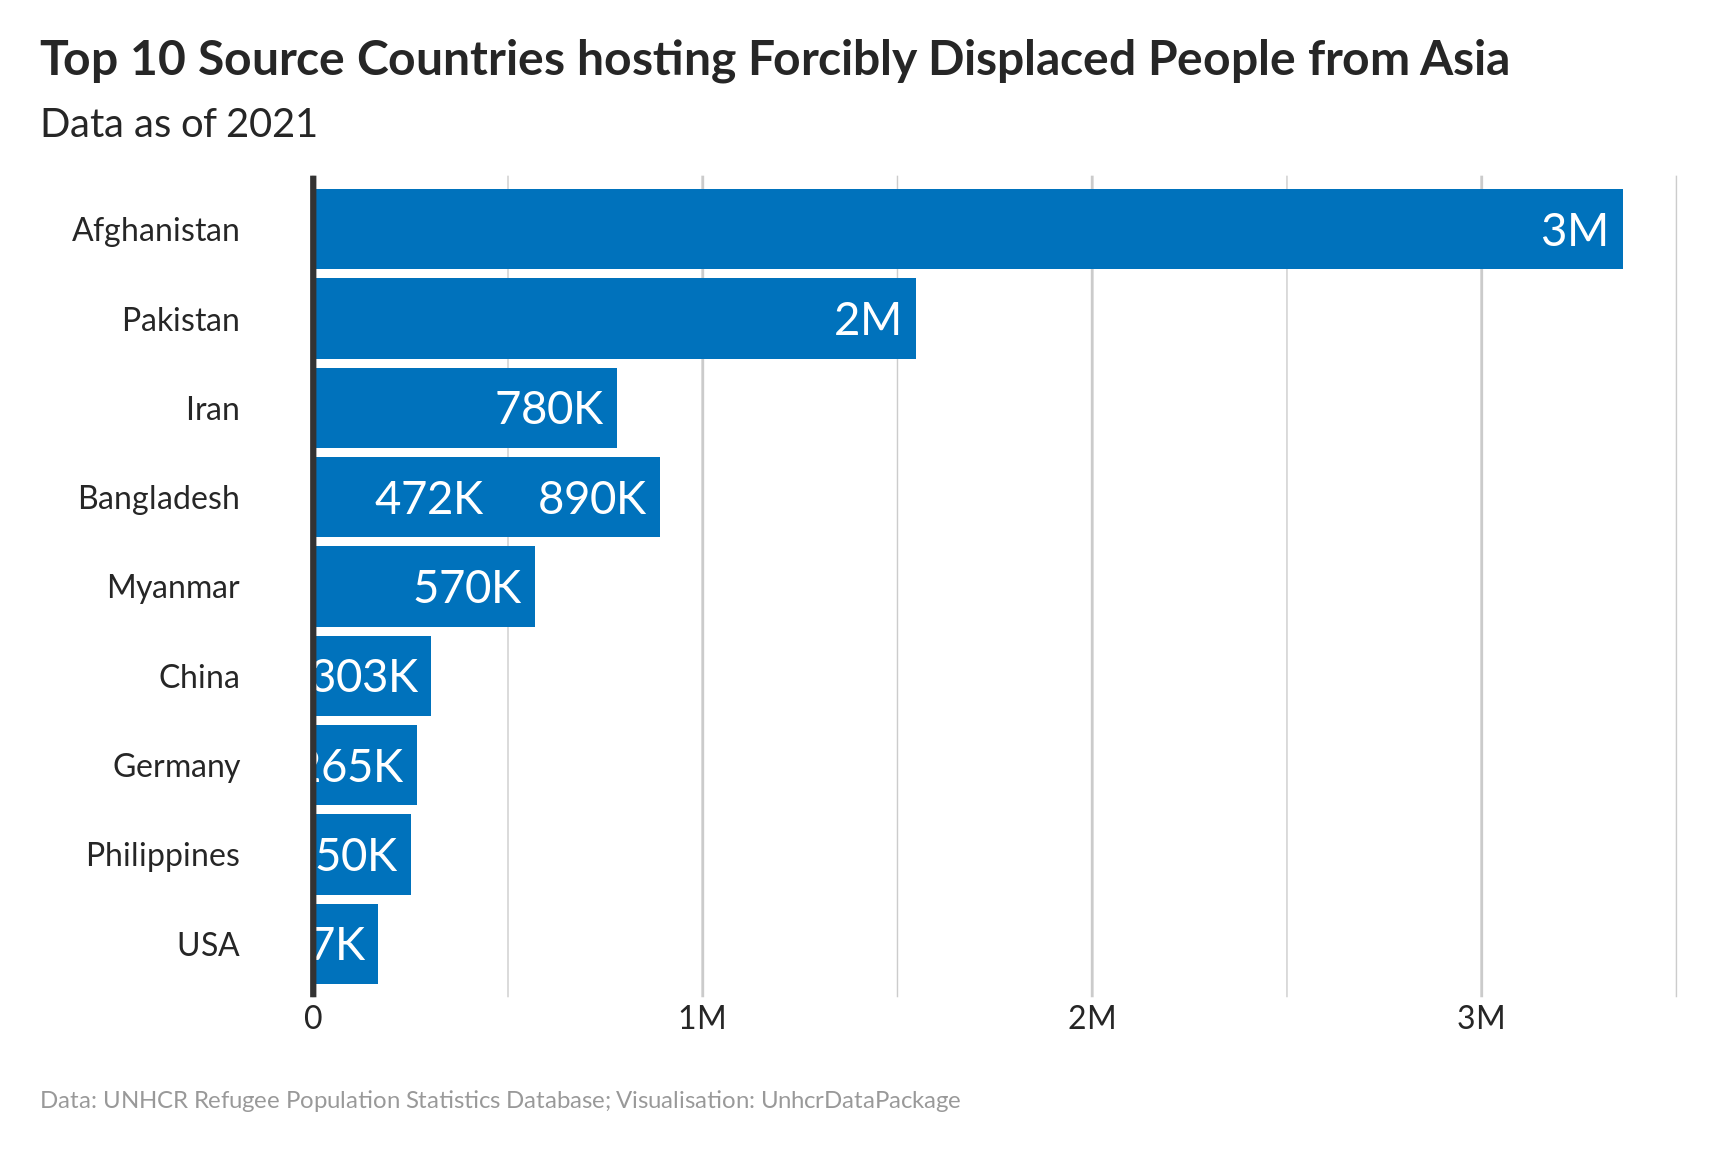 Top 10 Source Countries hosting Forcibly Displaced People from Asia
Data as of 2021
Afghanistan 3M
Pakistan 2M
Iran 780K
Bangladesh 472K 890K
Myanmar 570K
China 303K
Germany 265K
Philippines 50K
USA 7K
0 1M 2M 3M
Data: UNHCR Refugee Population Statistics Database; Visualisation: UnhcrDataPackage